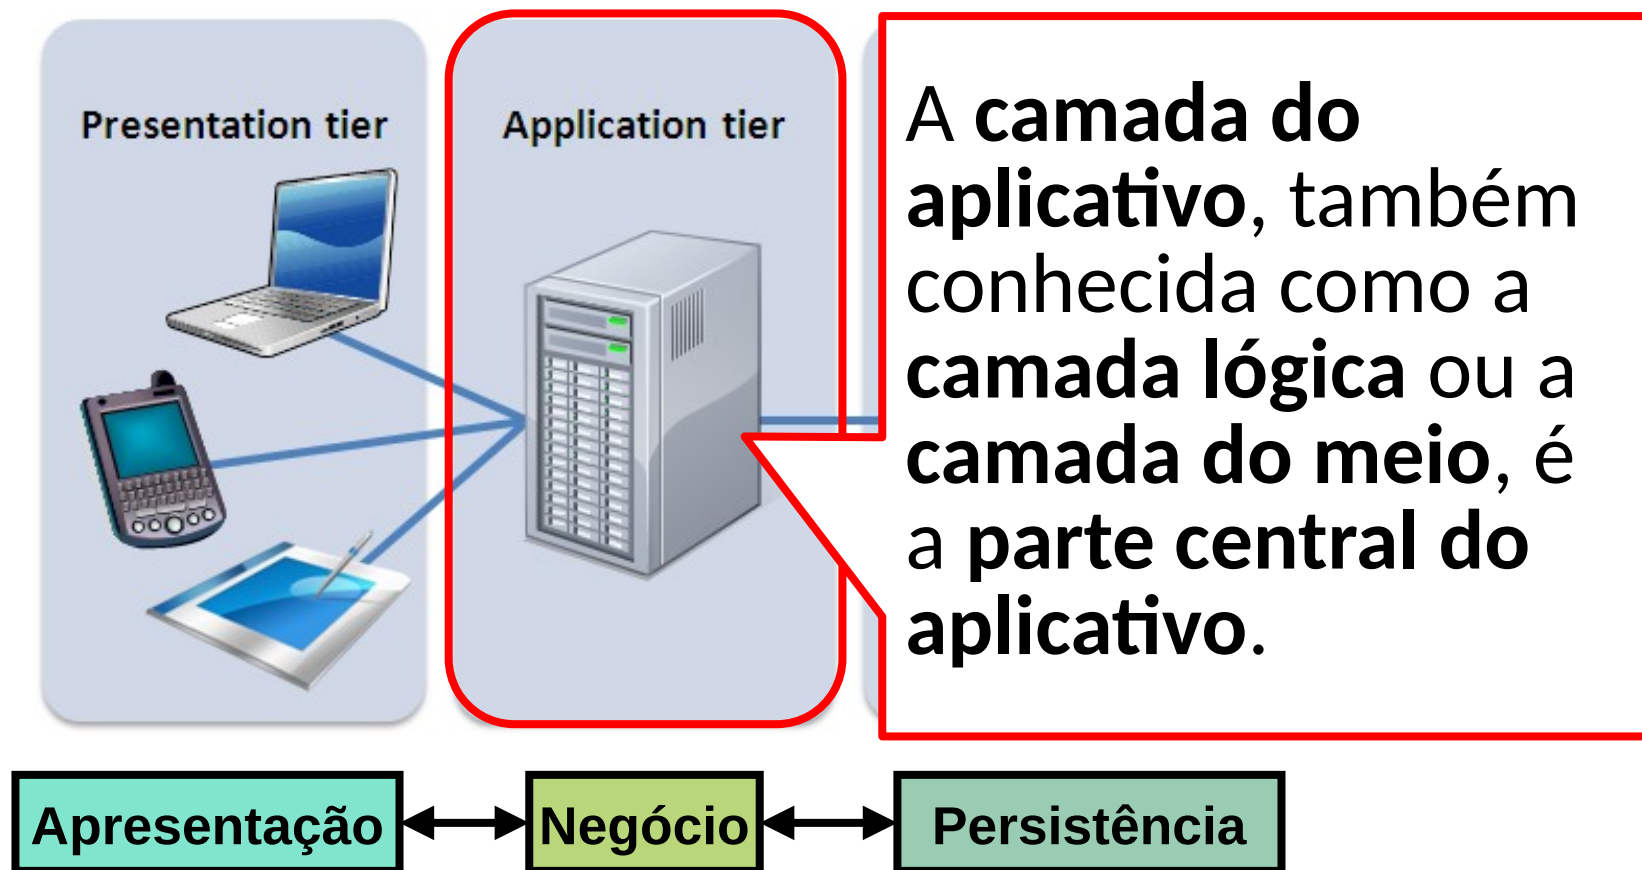 Presentation tier
Application tier
A camada do
aplicativo, também
conhecida como a
camada lógica ou a
camada do meio, é
a parte central do
aplicativo.
Apresentação
Negócio
Persistência